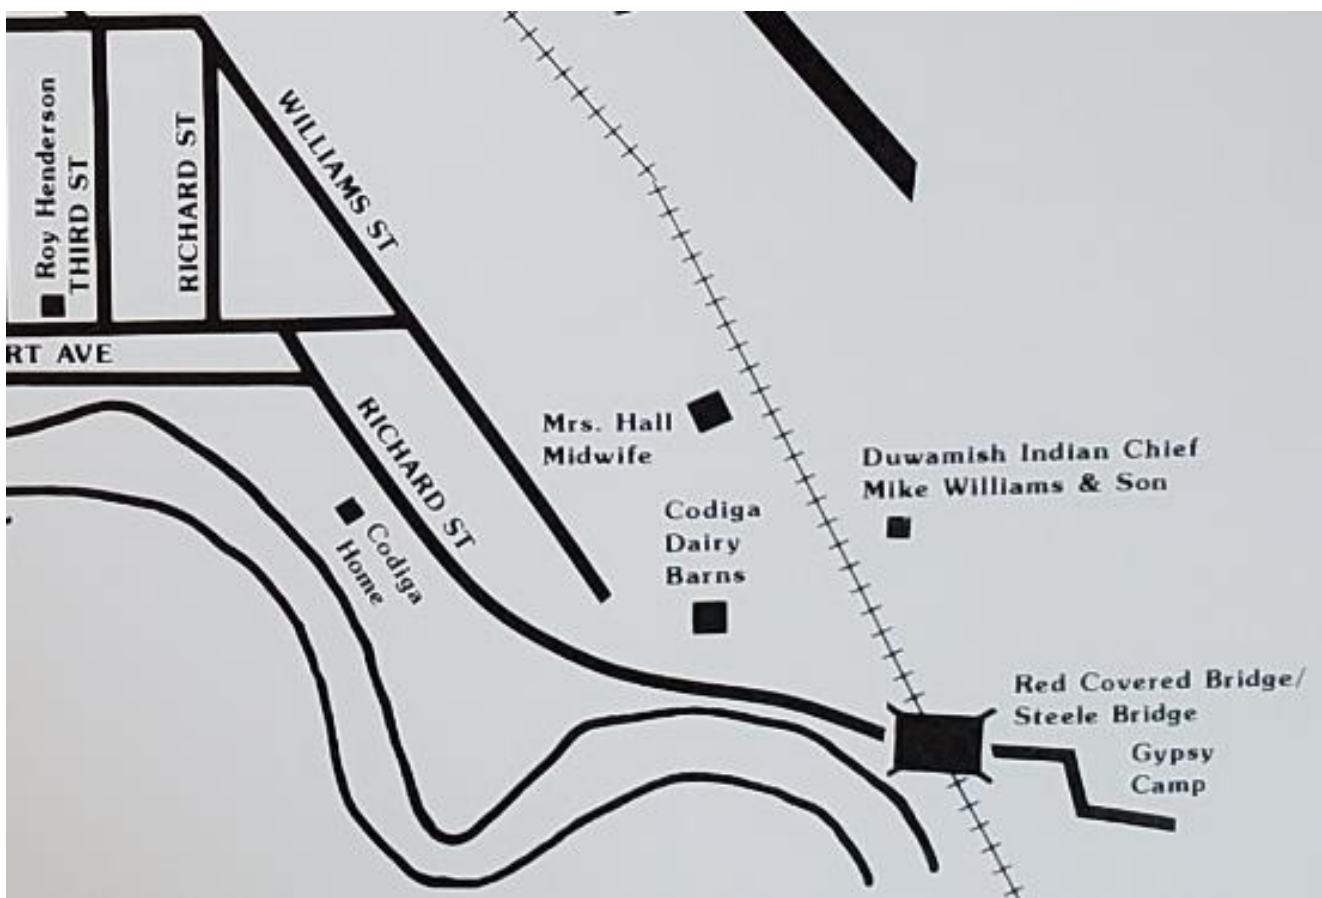 Roy Henderson
THIRD ST
RICHARD ST
WILLIAMS ST
RT AVE
RICHARD ST
Mrs. Hall
Midwife
Duwamish Indian Chief
Mike Williams & Son
Codiga
Dairy
Barns
Codiga
Home
Red Covered Bridge/
Steele Bridge
Gypsy
Camp